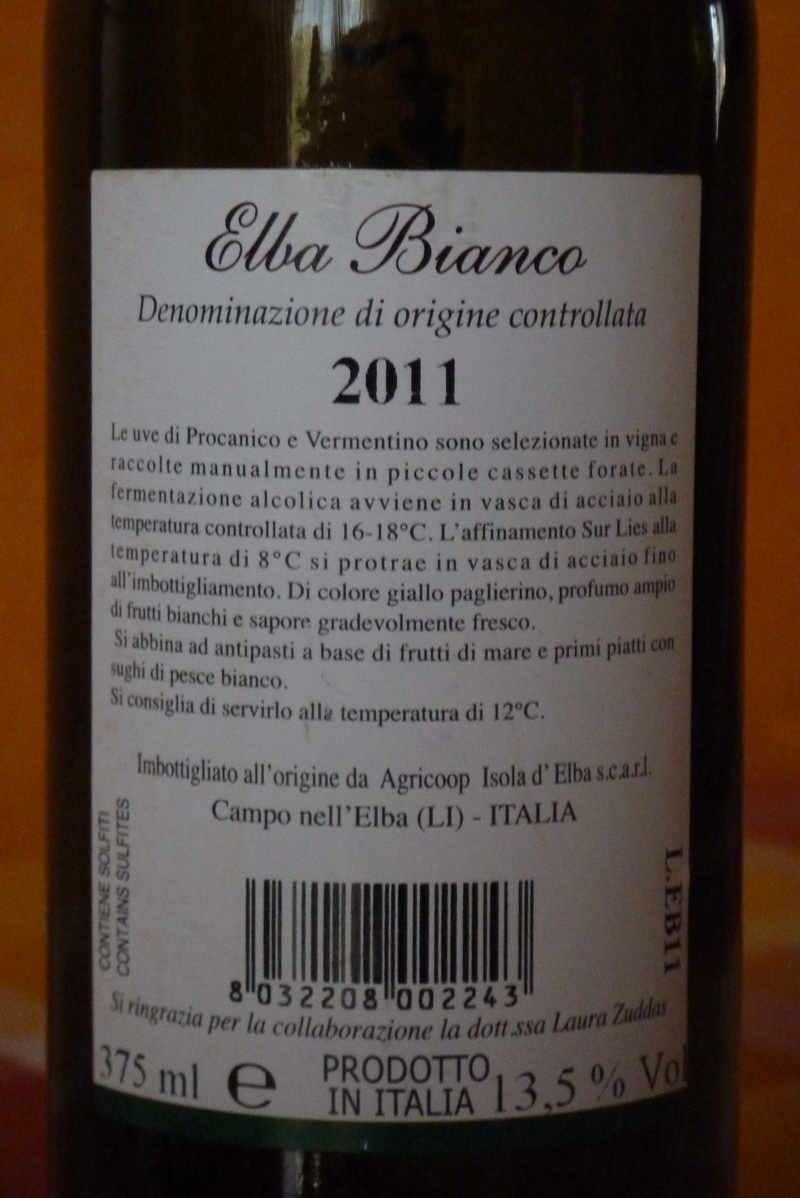 Elba Bianco
Denominazione di origine controllata
2011
Le uve di Procanico e Vermentino sono selezionate in vigna e
raccolte manualmente in piccole cassette forate. La
fermentazione alcolica avviene in vasca di acciaio alla
temperatura controllata di 16-18°C. L'affinamento Sur Lies alla
temperatura di 8°C si protrae in vasca di acciaio fino
all'imbottigliamento. Di colore giallo paglierino, profumo ampio
di frutti bianchi e sapore gradevolmente fresco.
Si abbina ad antipasti a base di frutti di mare e primi piatti con
sughi di pesce bianco.
Si consiglia di servirlo alla temperatura di 12°C.
Imbottigliato all'origine da Agricoop Isola d' Elba s.c.a.r.l.
Campo nell'Elba (LI) - ITALIA
CONTIENE SOLFITI
CONTAINS SULFITES
L.EB11
8 032208 002243
Si ringrazia per la collaborazione la dott.ssa Laura Zuddas
375 ml e PRODOTTO 13,5 % Vol
IN ITALIA